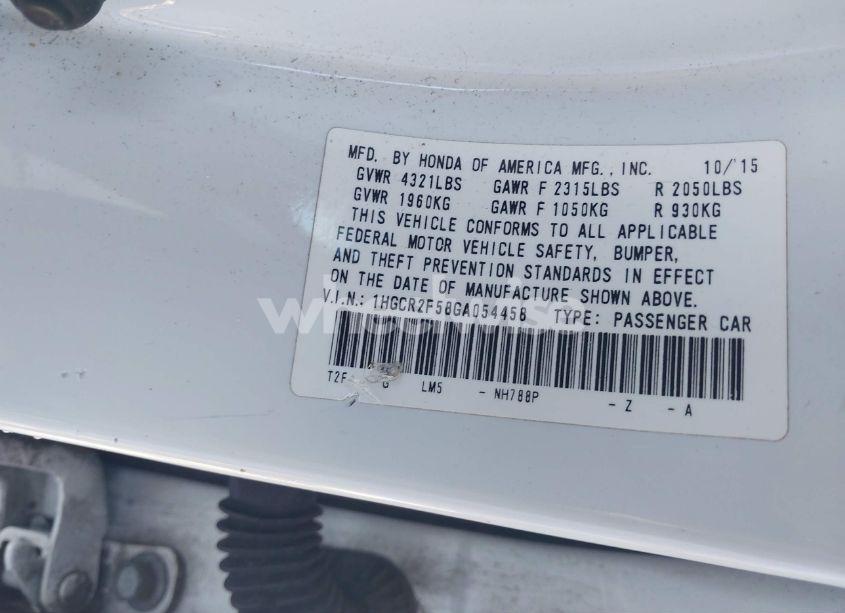 MFD. BY HONDA OF AMERICA MFG., INC. 10/'15
GVWR 4321LBS GAWR F 2315LBS R 2050LBS
GVWR 1960KG GAWR F 1050KG R 930KG
THIS VEHICLE CONFORMS TO ALL APPLICABLE
FEDERAL MOTOR VEHICLE SAFETY, BUMPER,
AND THEFT PREVENTION STANDARDS IN EFFECT
ON THE DATE OF MANUFACTURE SHOWN ABOVE.
V.I.N.: 1HGCR2F58GA054458 TYPE: PASSENGER CAR
wheelwise
T2F G LM5 - NH788P - Z - A